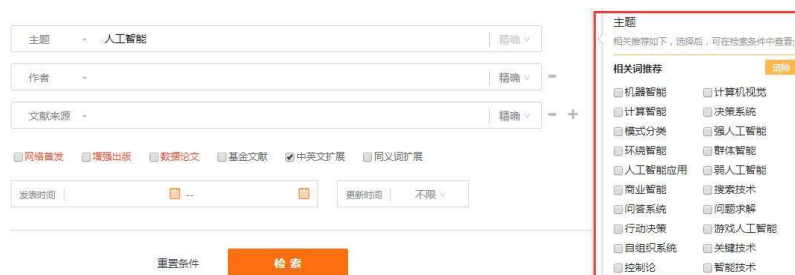 主题 - 人工智能 精确
作者 - 精确
文献来源 - 精确
网络首发 增强出版 数据论文 基金文献 中英文扩展 同义词扩展
发表时间 -- 更新时间 不限
重置条件 检索
主题
相关推荐如下，选择后，可在检索条件中查看:
相关词推荐 清除
机器智能 计算机视觉
计算智能 决策系统
模式分类 强人工智能
环绕智能 群体智能
人工智能应用 弱人工智能
商业智能 搜索技术
问答系统 问题求解
行动决策 游戏人工智能
自组织系统 关键技术
控制论 智能技术